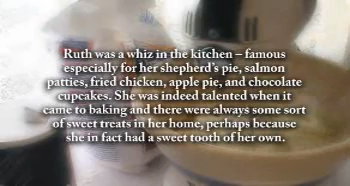 Ruth was a whiz in the kitchen – famous
especially for her shepherd's pie, salmon
patties, fried chicken, apple pie, and chocolate
cupcakes. She was indeed talented when it
came to baking and there were always some sort
of sweet treats in her home, perhaps because
she in fact had a sweet tooth of her own.